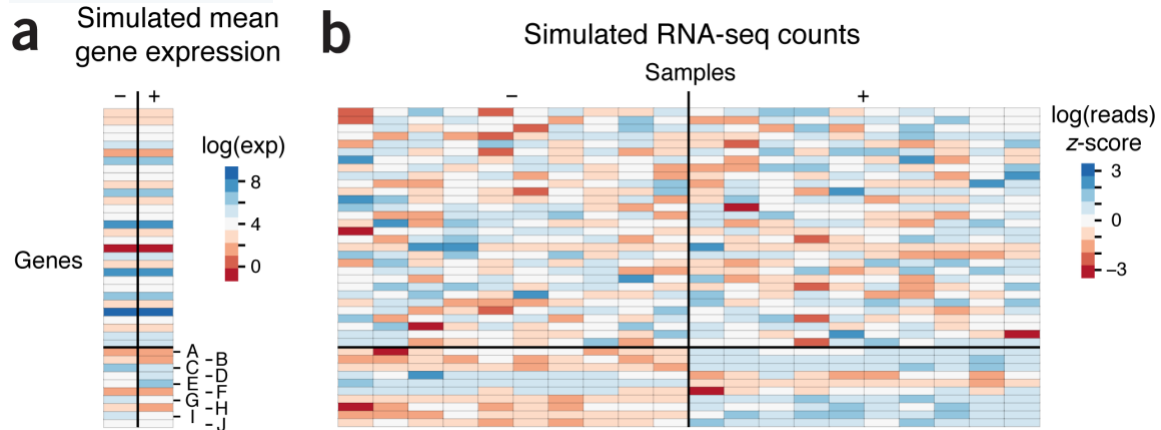 a
Simulated mean
gene expression
− +
log(exp)
8
4
0
Genes
A
B
C
D
E
F
G
H
I
J
b
Simulated RNA-seq counts
Samples
− +
log(reads)
z-score
3
0
−3